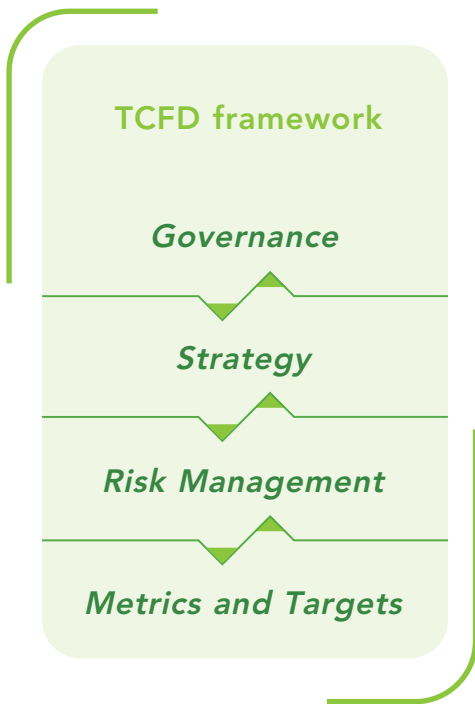 TCFD framework
Governance
Strategy
Risk Management
Metrics and Targets